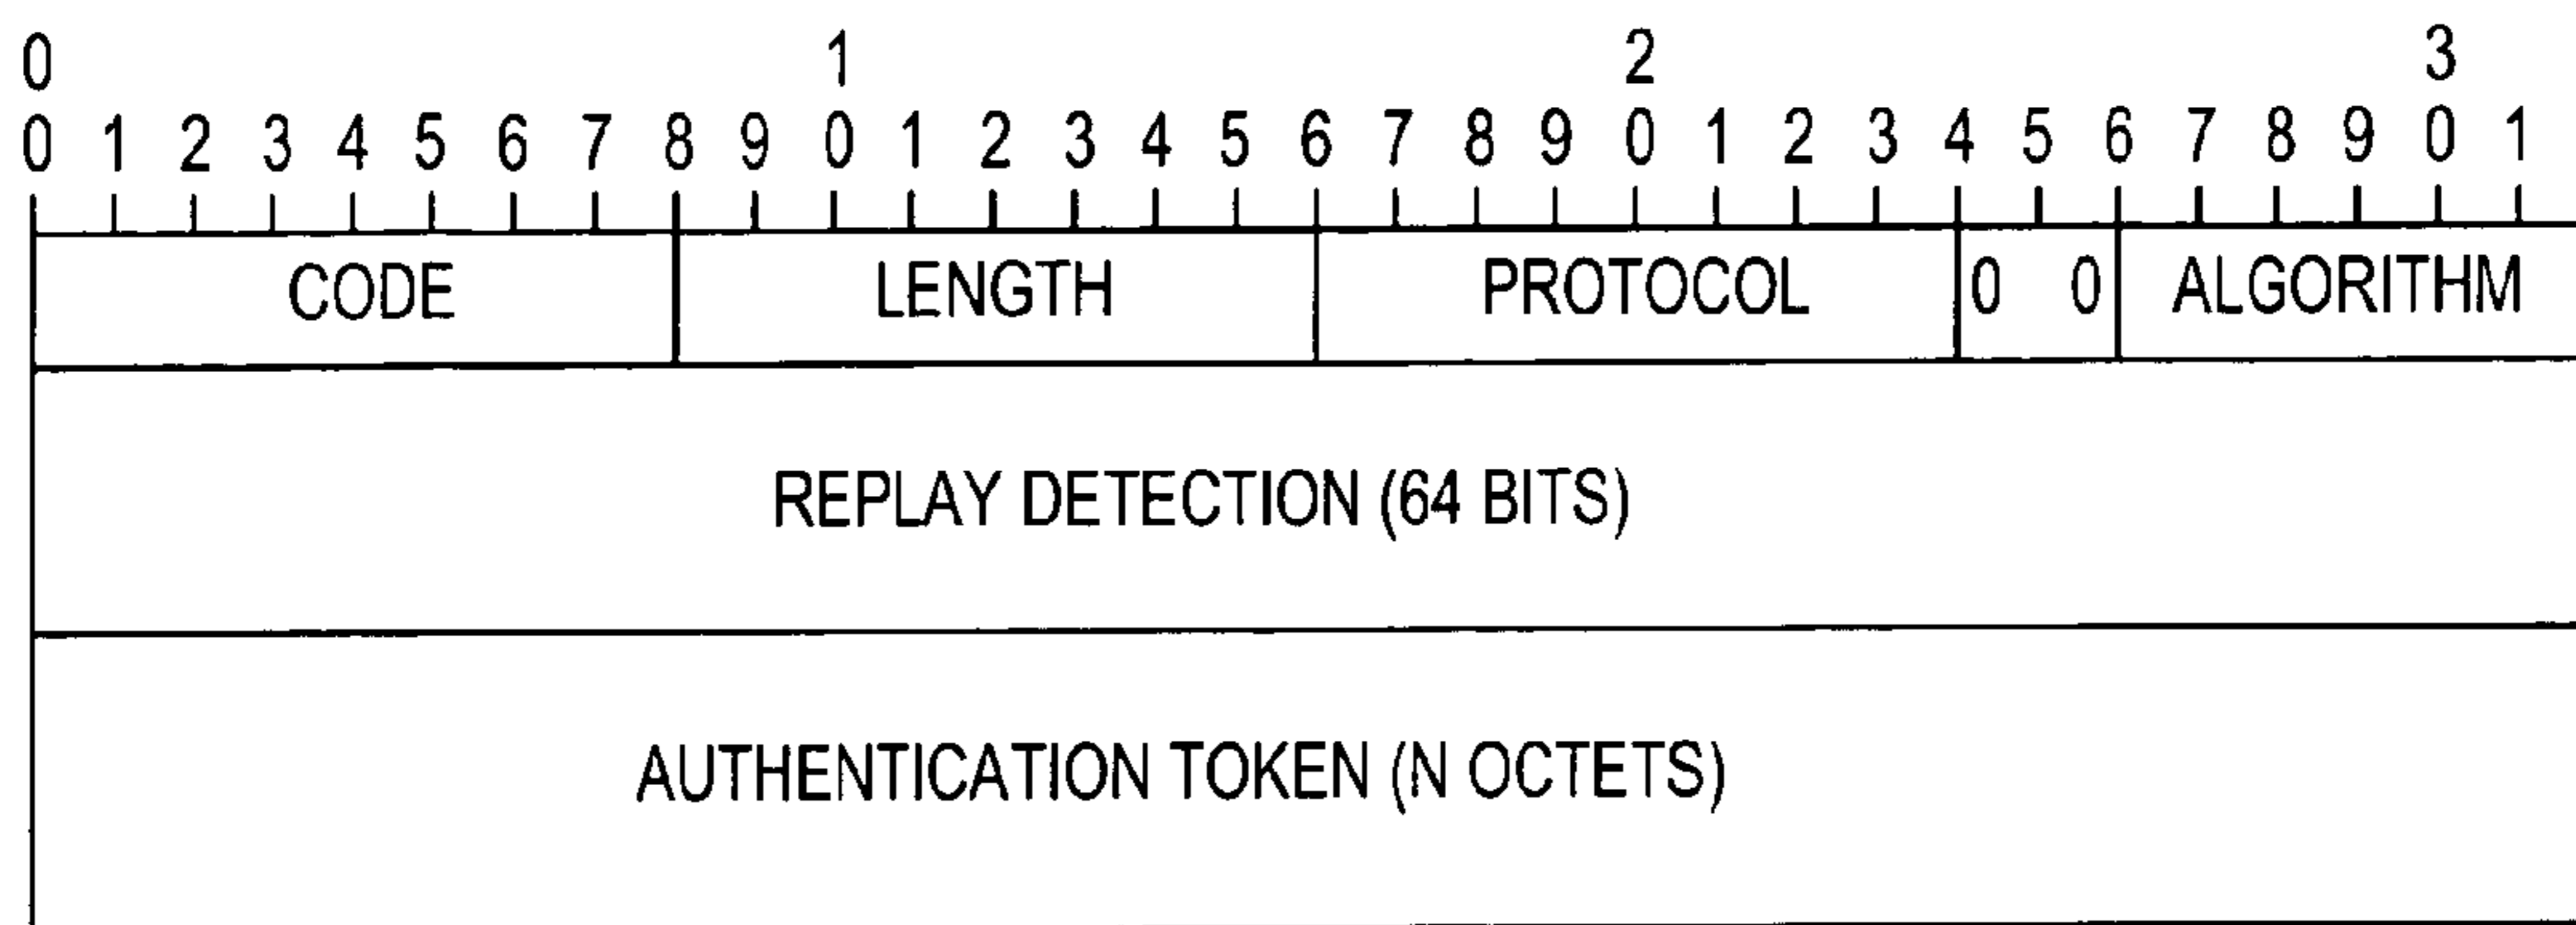 0 1 2 3
0 1 2 3 4 5 6 7 8 9 0 1 2 3 4 5 6 7 8 9 0 1 2 3 4 5 6 7 8 9 0 1
CODE LENGTH PROTOCOL 0 0 ALGORITHM
REPLAY DETECTION (64 BITS)
AUTHENTICATION TOKEN (N OCTETS)